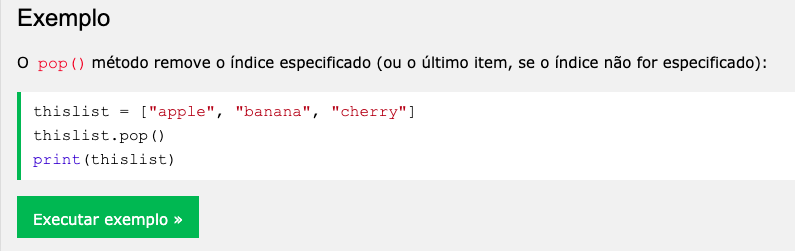 Exemplo
O pop() método remove o índice especificado (ou o último item, se o índice não for especificado):
thislist = ["apple", "banana", "cherry"]
thislist.pop()
print(thislist)
Executar exemplo »